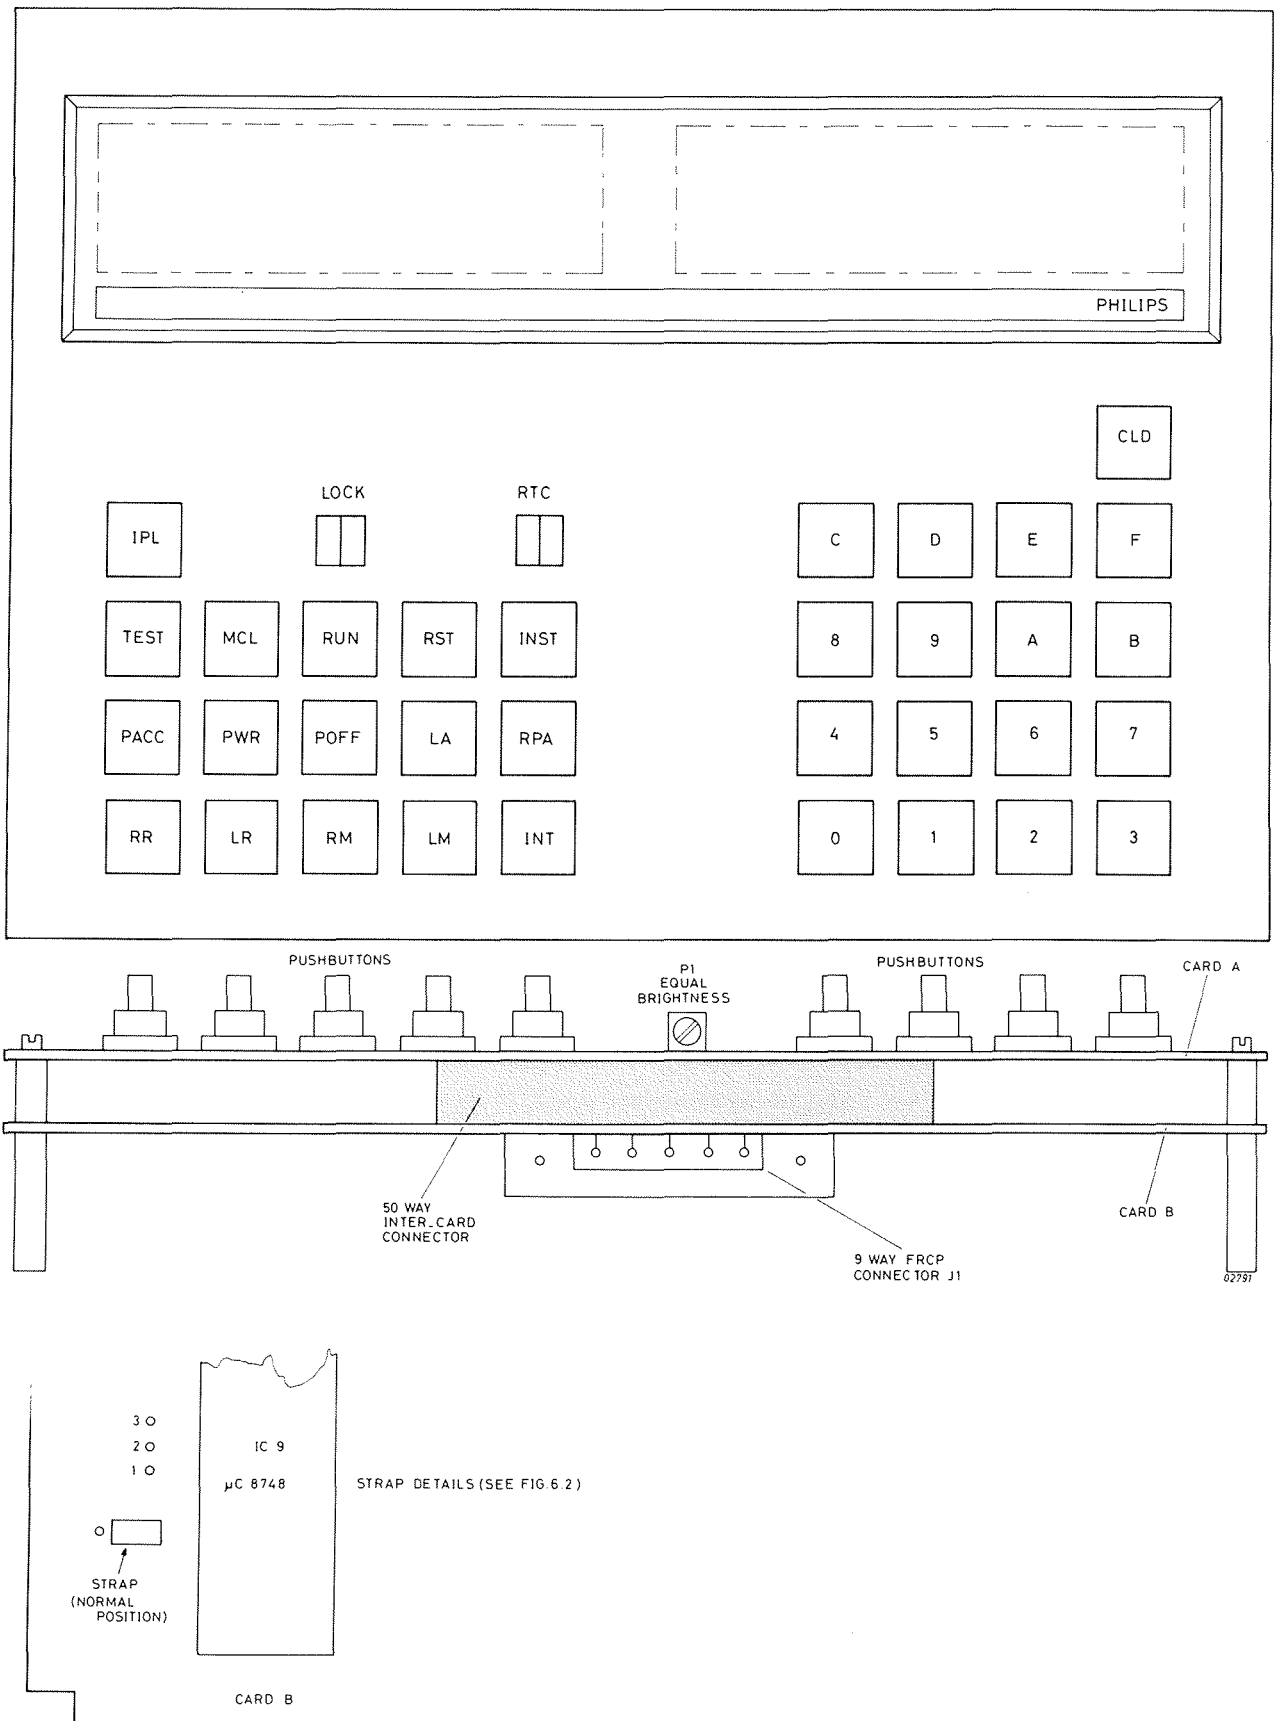 PHILIPS
CLD
LOCK RTC
IPL C D E F
TEST MCL RUN RST INST 8 9 A B
PACC PWR POFF LA RPA 4 5 6 7
RR LR RM LM INT 0 1 2 3
PUSHBUTTONS
P1
EQUAL
BRIGHTNESS
PUSHBUTTONS
CARD A
50 WAY
INTER_CARD
CONNECTOR
9 WAY FRCP
CONNECTOR J1
CARD B
02791
3
2
1
IC 9
µC 8748
STRAP DETAILS (SEE FIG.6.2)
STRAP
(NORMAL
POSITION)
CARD B